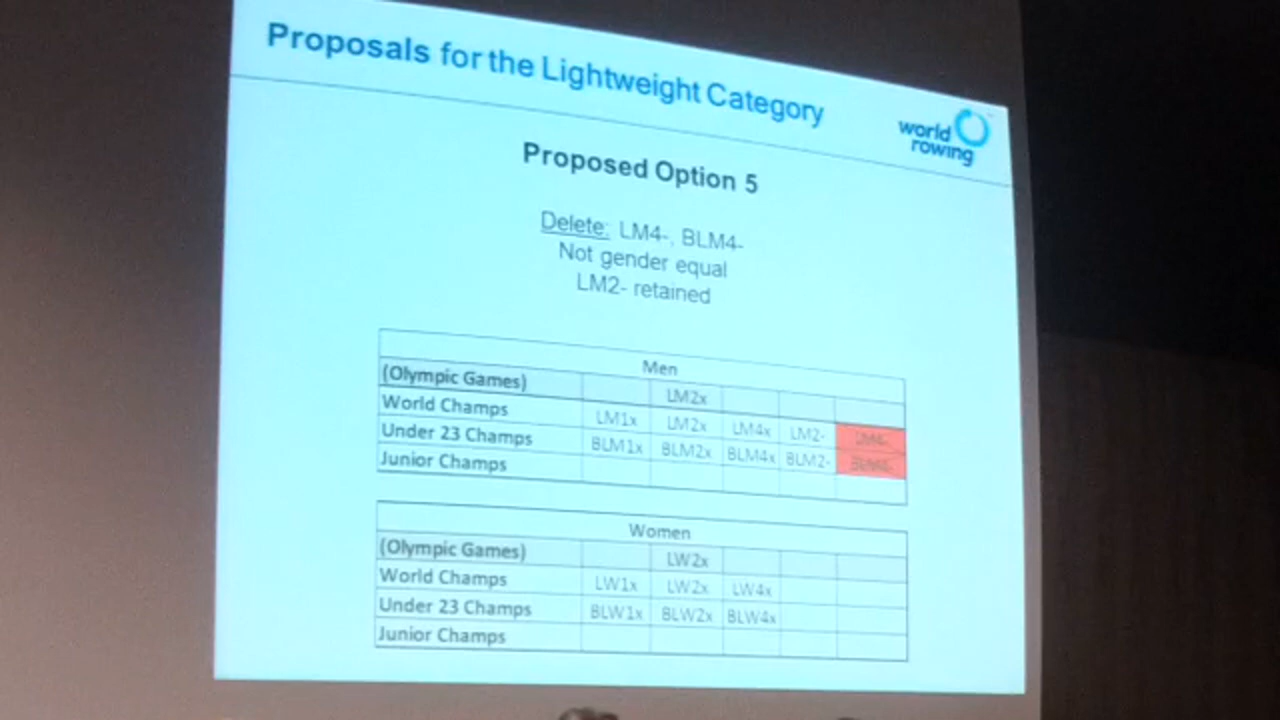 Proposals for the Lightweight Category
world
rowing
Proposed Option 5
Delete: LM4-, BLM4-
Not gender equal
LM2- retained
Men
(Olympic Games) LM2x
World Champs LM1x LM2x LM4x LM2- LM4-
Under 23 Champs BLM1x BLM2x BLM4x BLM2- BLM4-
Junior Champs
Women
(Olympic Games) LW2x
World Champs LW1x LW2x LW4x
Under 23 Champs BLW1x BLW2x BLW4x
Junior Champs